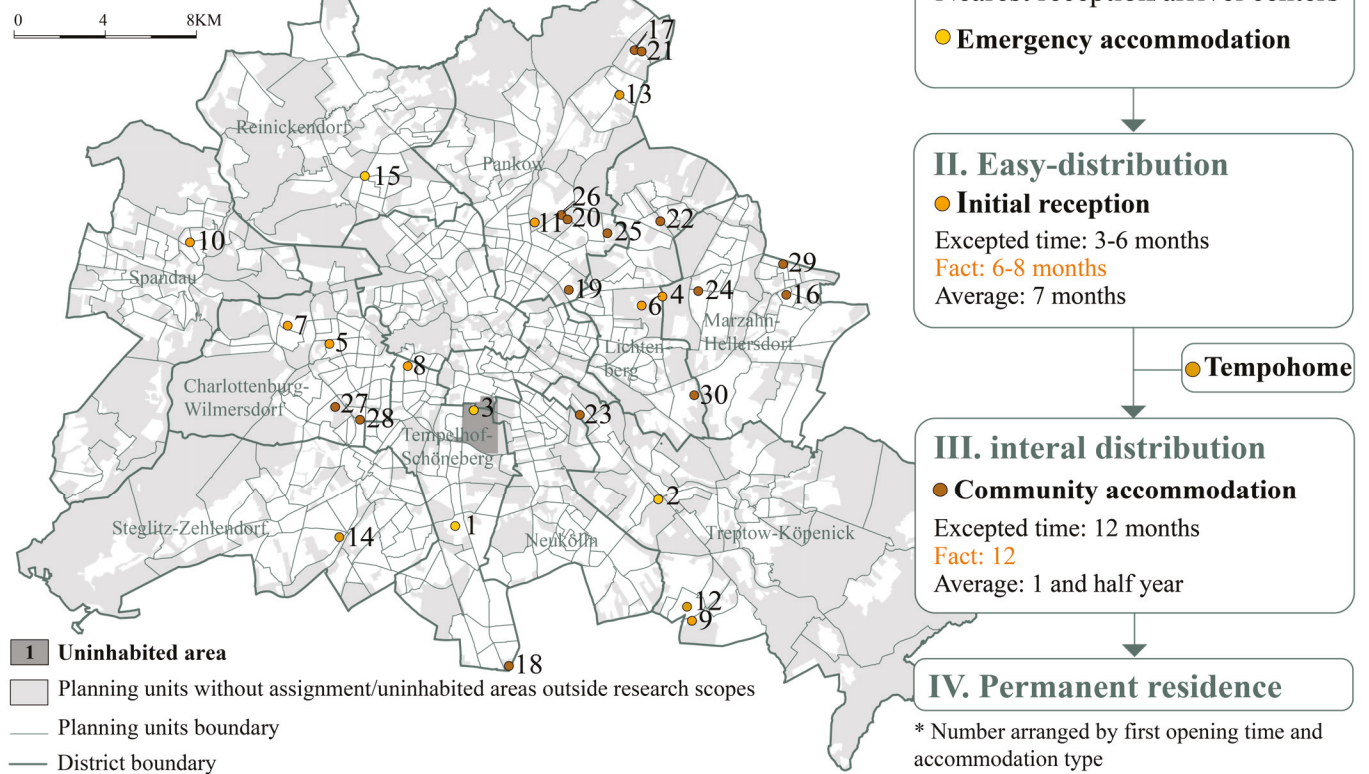 0 4 8KM
17
21
13
Reinickendorf
Pankow
15
26
20
11
25
22
10
Spandau
29
19
4
24
16
6
Marzahn-
Hellersdorf
7
5
Lichten-
berg
8
Charlottenburg-
Wilmersdorf
30
27
3
23
28
Tempelhof-
Schöneberg
2
Steglitz-Zehlendorf
14
1
Neukölln
Treptow-Köpenick
12
9
18
1 Uninhabited area
Planning units without assignment/uninhabited areas outside research scopes
Planning units boundary
District boundary
Nearest reception/arrivel centers
Emergency accommodation
II. Easy-distribution
Initial reception
Excepted time: 3-6 months
Fact: 6-8 months
Average: 7 months
Tempohome
III. interal distribution
Community accommodation
Excepted time: 12 months
Fact: 12
Average: 1 and half year
IV. Permanent residence
* Number arranged by first opening time and
accommodation type